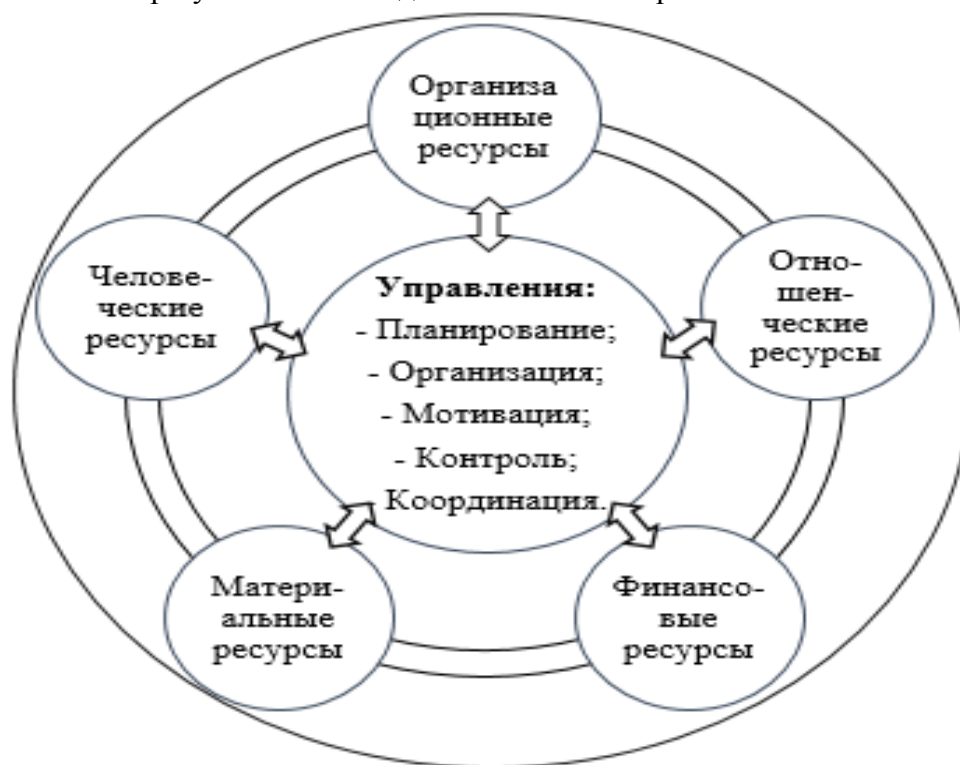 Организа
ционные
ресурсы
Челове-
ческие
ресурсы
Управления:
- Планирование;
- Организация;
- Мотивация;
- Контроль;
Координация.
Отно-
шен-
ческие
ресурсы
Матери-
альные
ресурсы
Финансо-
вые
ресурсы